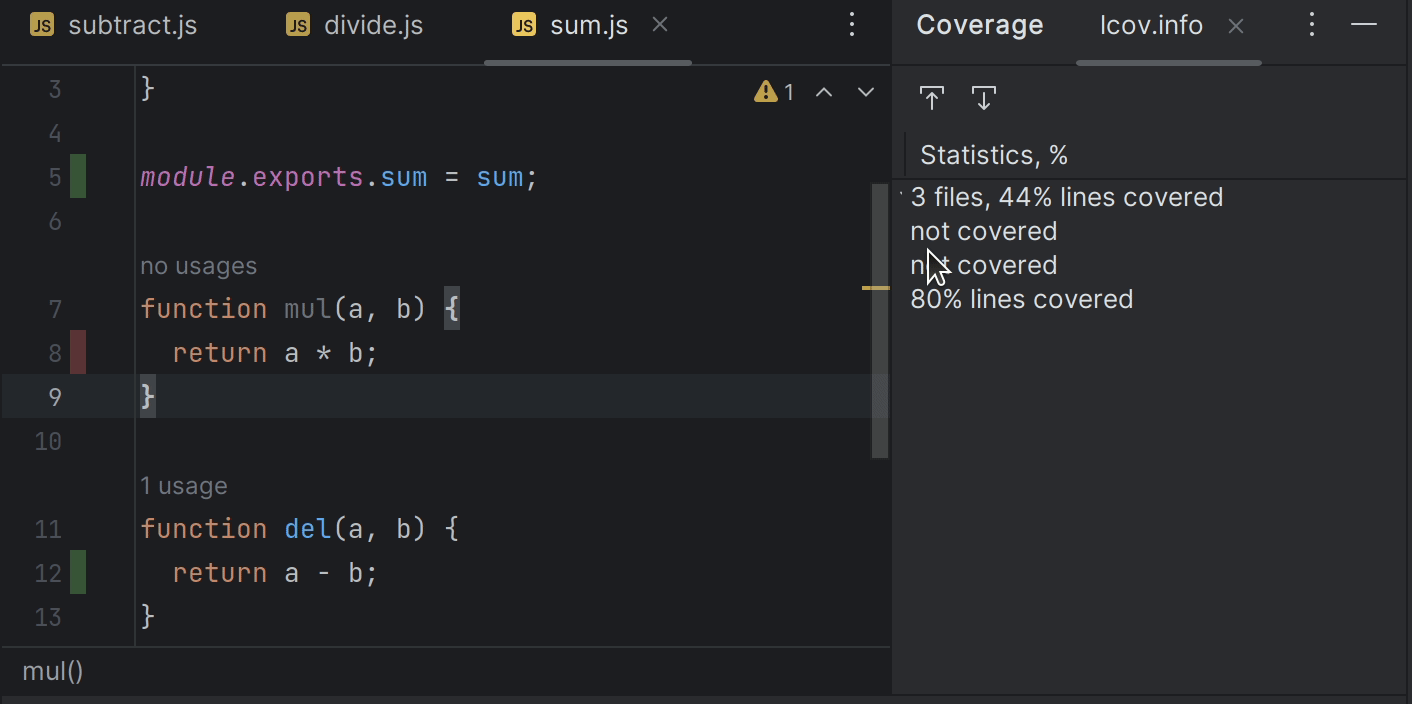 JS subtract.js JS divide.js JS sum.js
3 }
1
4
5 module.exports.sum = sum;
6
no usages
7 function mul(a, b) {
8 return a * b;
9 }
10
1 usage
11 function del(a, b) {
12 return a - b;
13 }
mul()
Coverage lcov.info
Statistics, %
3 files, 44% lines covered
not covered
not covered
80% lines covered